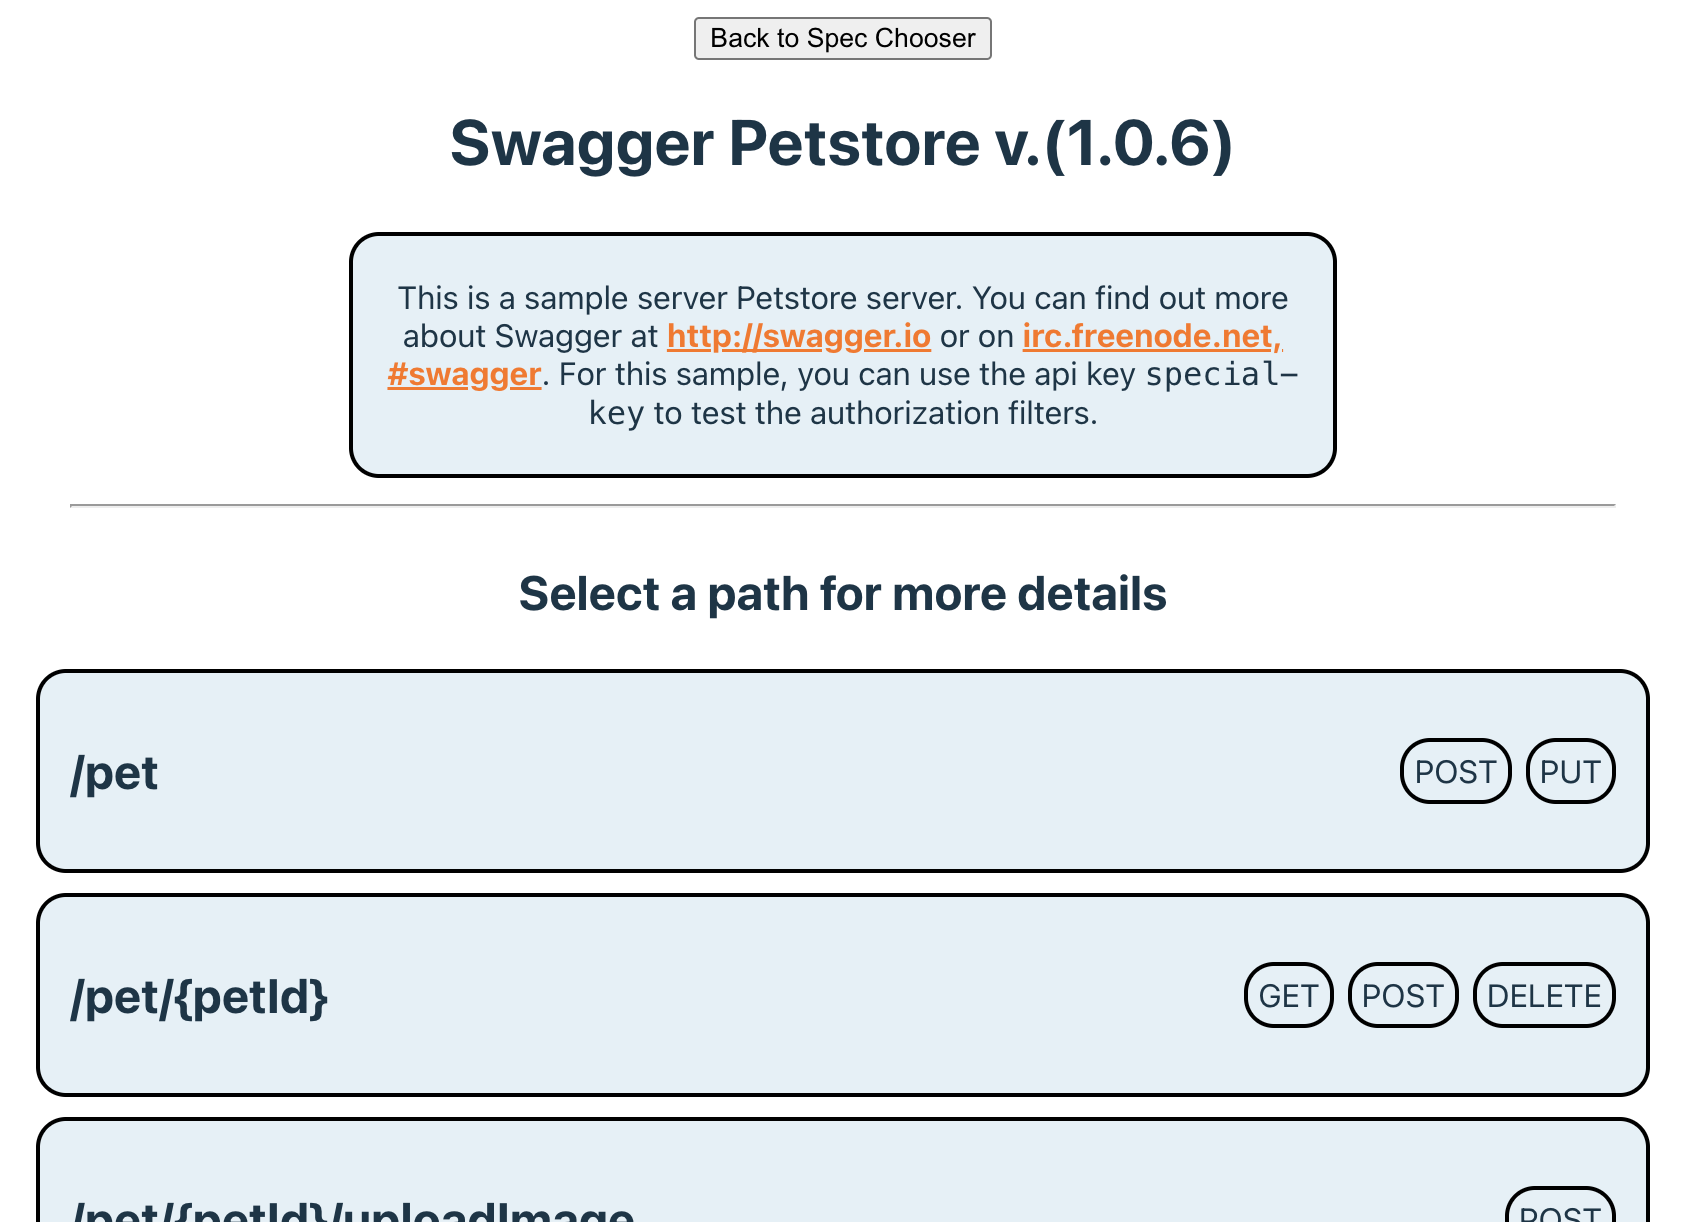 Back to Spec Chooser
Swagger Petstore v.(1.0.6)
This is a sample server Petstore server. You can find out more
about Swagger at http://swagger.io or on irc.freenode.net,
#swagger. For this sample, you can use the api key special-
key to test the authorization filters.
Select a path for more details
/pet POST PUT
/pet/{petId} GET POST DELETE
/pet/{petId}/uploadImage POST